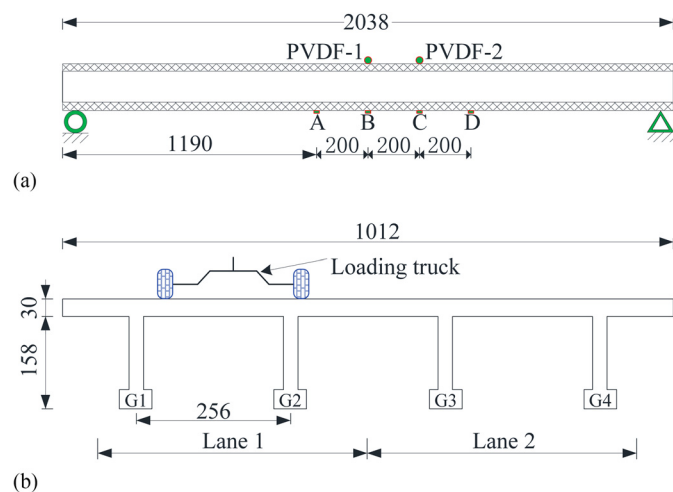 2038
PVDF-1 PVDF-2
A B C D
1190 200 200 200
(a)
1012
Loading truck
30
158
G1 G2 G3 G4
256
Lane 1 Lane 2
(b)